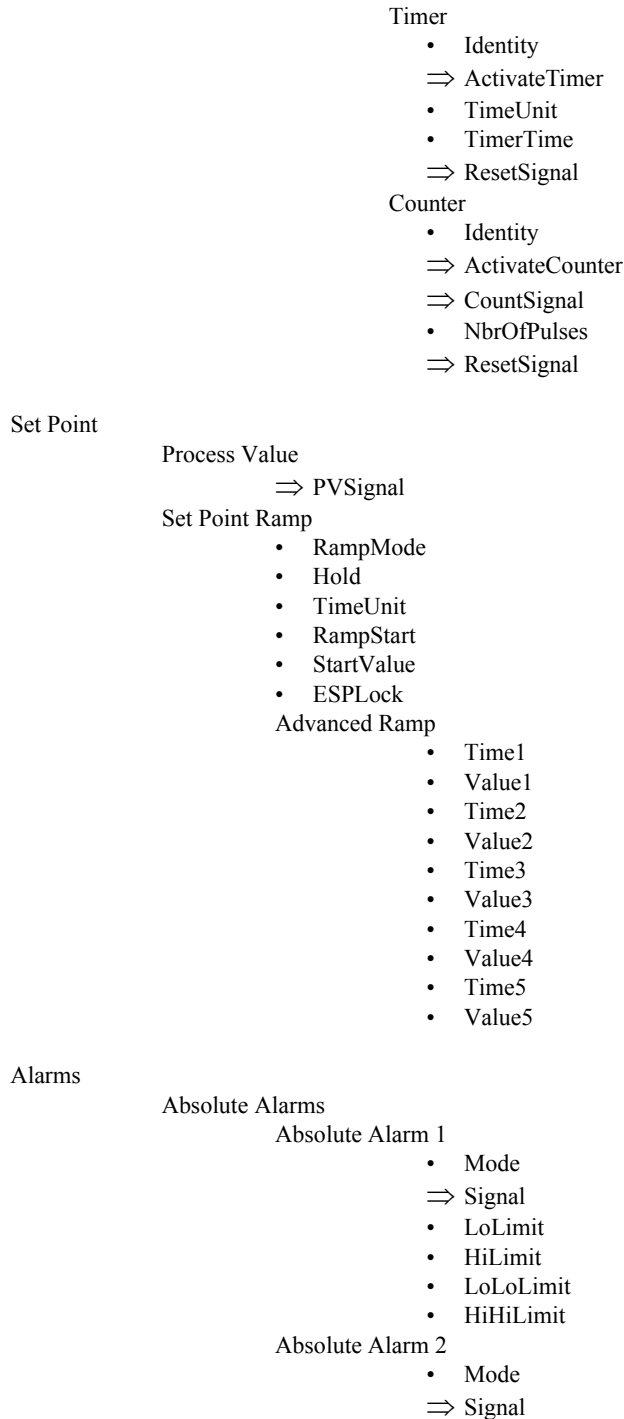 Timer
• Identity
⇒ ActivateTimer
• TimeUnit
• TimerTime
⇒ ResetSignal
Counter
• Identity
⇒ ActivateCounter
⇒ CountSignal
• NbrOfPulses
⇒ ResetSignal
Set Point
Process Value
⇒ PVSignal
Set Point Ramp
• RampMode
• Hold
• TimeUnit
• RampStart
• StartValue
• ESPLock
Advanced Ramp
• Time1
• Value1
• Time2
• Value2
• Time3
• Value3
• Time4
• Value4
• Time5
• Value5
Alarms
Absolute Alarms
Absolute Alarm 1
• Mode
⇒ Signal
• LoLimit
• HiLimit
• LoLoLimit
• HiHiLimit
Absolute Alarm 2
• Mode
⇒ Signal